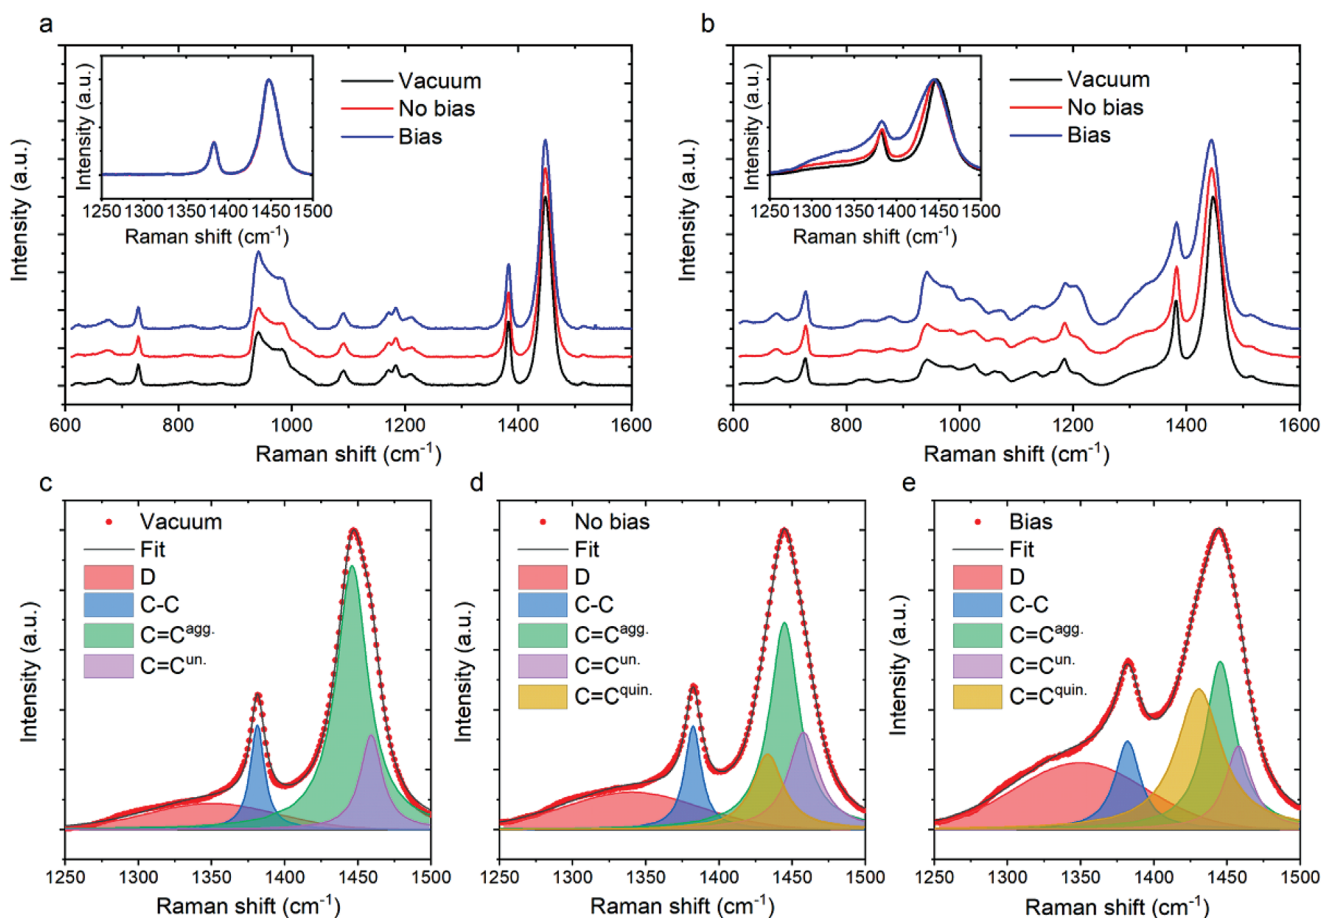 a
Intensity (a.u.)
Intensity (a.u.)
1250 1300 1350 1400 1450 1500
Raman shift (cm-1)
Vacuum
No bias
Bias
600 800 1000 1200 1400 1600
Raman shift (cm-1)
b
Intensity (a.u.)
Intensity (a.u.)
1250 1300 1350 1400 1450 1500
Raman shift (cm-1)
Vacuum
No bias
Bias
600 800 1000 1200 1400 1600
Raman shift (cm-1)
c
Intensity (a.u.)
Vacuum
Fit
D
C-C
C=Cagg.
C=Cun.
1250 1300 1350 1400 1450 1500
Raman shift (cm-1)
d
Intensity (a.u.)
No bias
Fit
D
C-C
C=Cagg.
C=Cun.
C=Cquin.
1250 1300 1350 1400 1450 1500
Raman shift (cm-1)
e
Intensity (a.u.)
Bias
Fit
D
C-C
C=Cagg.
C=Cun.
C=Cquin.
1250 1300 1350 1400 1450 1500
Raman shift (cm-1)